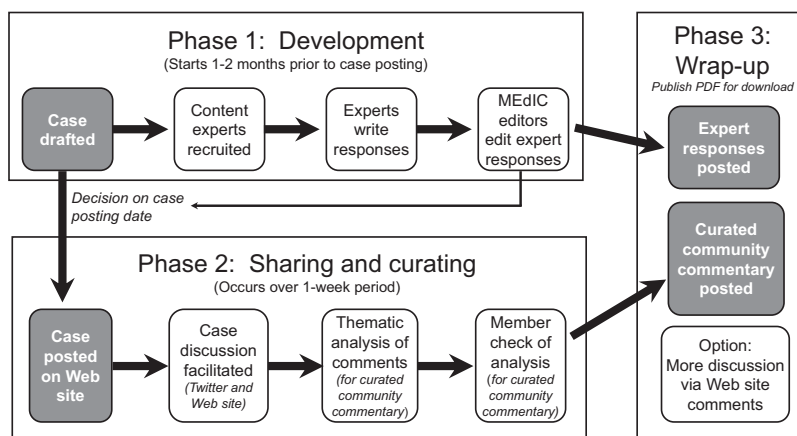 Phase 1: Development
(Starts 1-2 months prior to case posting)
Case
drafted
Content
experts
recruited
Experts
write
responses
MEdIC
editors
edit expert
responses
Decision on case
posting date
Phase 2: Sharing and curating
(Occurs over 1-week period)
Case
posted
on Web
site
Case
discussion
facilitated
(Twitter and
Web site)
Thematic
analysis of
comments
(for curated
community
commentary)
Member
check of
analysis
(for curated
community
commentary)
Phase 3:
Wrap-up
Publish PDF for download
Expert
responses
posted
Curated
community
commentary
posted
Option:
More discussion
via Web site
comments